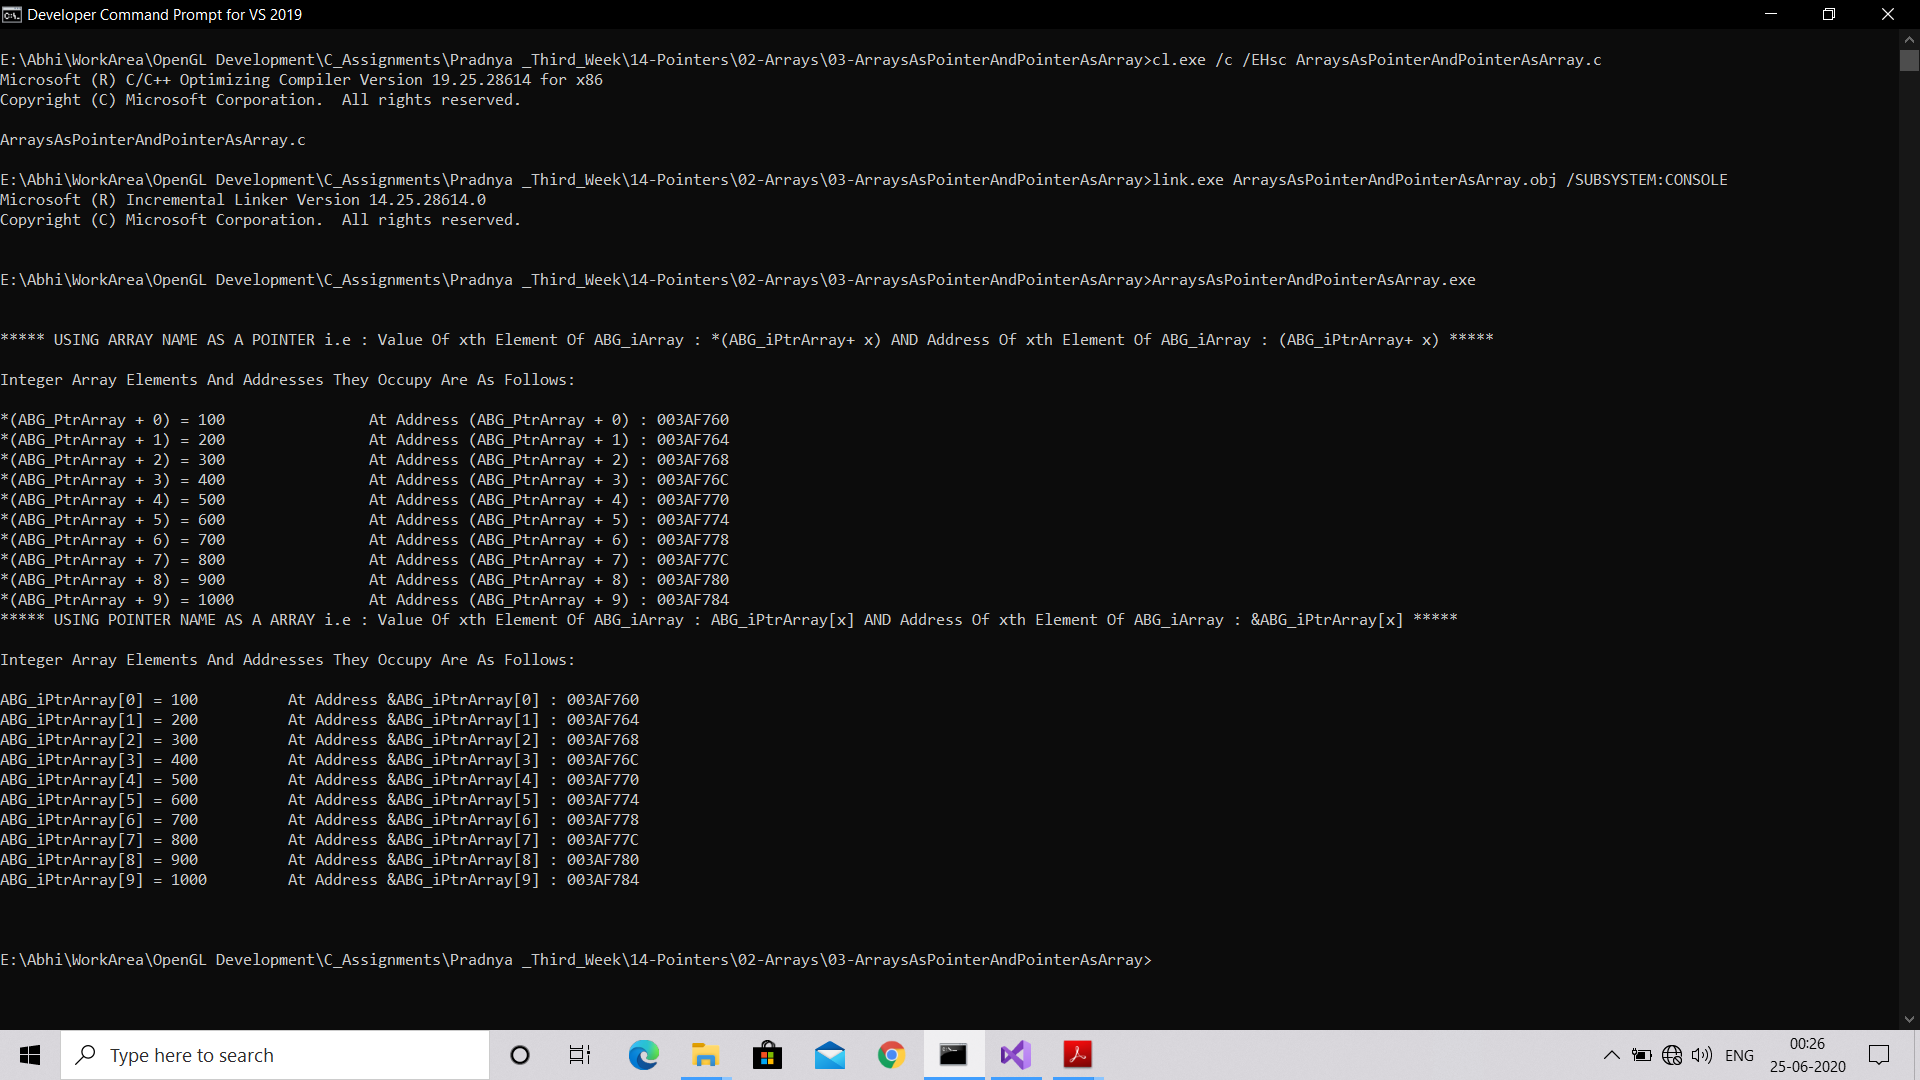 Developer Command Prompt for VS 2019
E:\Abhi\WorkArea\OpenGL Development\C_Assignments\Pradnya _Third_Week\14-Pointers\02-Arrays\03-ArraysAsPointerAndPointerAsArray>cl.exe /c /EHsc ArraysAsPointerAndPointerAsArray.c
Microsoft (R) C/C++ Optimizing Compiler Version 19.25.28614 for x86
Copyright (C) Microsoft Corporation.  All rights reserved.
ArraysAsPointerAndPointerAsArray.c
E:\Abhi\WorkArea\OpenGL Development\C_Assignments\Pradnya _Third_Week\14-Pointers\02-Arrays\03-ArraysAsPointerAndPointerAsArray>link.exe ArraysAsPointerAndPointerAsArray.obj /SUBSYSTEM:CONSOLE
Microsoft (R) Incremental Linker Version 14.25.28614.0
Copyright (C) Microsoft Corporation.  All rights reserved.
E:\Abhi\WorkArea\OpenGL Development\C_Assignments\Pradnya _Third_Week\14-Pointers\02-Arrays\03-ArraysAsPointerAndPointerAsArray>ArraysAsPointerAndPointerAsArray.exe
***** USING ARRAY NAME AS A POINTER i.e : Value Of xth Element Of ABG_iArray : *(ABG_iPtrArray+ x) AND Address Of xth Element Of ABG_iArray : (ABG_iPtrArray+ x) *****
Integer Array Elements And Addresses They Occupy Are As Follows:
*(ABG_PtrArray + 0) = 100                At Address (ABG_PtrArray + 0) : 003AF760
*(ABG_PtrArray + 1) = 200                At Address (ABG_PtrArray + 1) : 003AF764
*(ABG_PtrArray + 2) = 300                At Address (ABG_PtrArray + 2) : 003AF768
*(ABG_PtrArray + 3) = 400                At Address (ABG_PtrArray + 3) : 003AF76C
*(ABG_PtrArray + 4) = 500                At Address (ABG_PtrArray + 4) : 003AF770
*(ABG_PtrArray + 5) = 600                At Address (ABG_PtrArray + 5) : 003AF774
*(ABG_PtrArray + 6) = 700                At Address (ABG_PtrArray + 6) : 003AF778
*(ABG_PtrArray + 7) = 800                At Address (ABG_PtrArray + 7) : 003AF77C
*(ABG_PtrArray + 8) = 900                At Address (ABG_PtrArray + 8) : 003AF780
*(ABG_PtrArray + 9) = 1000               At Address (ABG_PtrArray + 9) : 003AF784
***** USING POINTER NAME AS A ARRAY i.e : Value Of xth Element Of ABG_iArray : ABG_iPtrArray[x] AND Address Of xth Element Of ABG_iArray : &ABG_iPtrArray[x] *****
Integer Array Elements And Addresses They Occupy Are As Follows:
ABG_iPtrArray[0] = 100          At Address &ABG_iPtrArray[0] : 003AF760
ABG_iPtrArray[1] = 200          At Address &ABG_iPtrArray[1] : 003AF764
ABG_iPtrArray[2] = 300          At Address &ABG_iPtrArray[2] : 003AF768
ABG_iPtrArray[3] = 400          At Address &ABG_iPtrArray[3] : 003AF76C
ABG_iPtrArray[4] = 500          At Address &ABG_iPtrArray[4] : 003AF770
ABG_iPtrArray[5] = 600          At Address &ABG_iPtrArray[5] : 003AF774
ABG_iPtrArray[6] = 700          At Address &ABG_iPtrArray[6] : 003AF778
ABG_iPtrArray[7] = 800          At Address &ABG_iPtrArray[7] : 003AF77C
ABG_iPtrArray[8] = 900          At Address &ABG_iPtrArray[8] : 003AF780
ABG_iPtrArray[9] = 1000         At Address &ABG_iPtrArray[9] : 003AF784
E:\Abhi\WorkArea\OpenGL Development\C_Assignments\Pradnya _Third_Week\14-Pointers\02-Arrays\03-ArraysAsPointerAndPointerAsArray>
Type here to search
ENG
00:26
25-06-2020